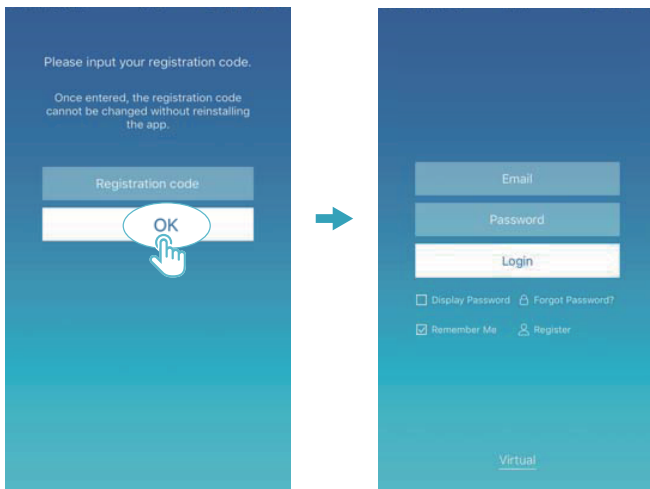 Please input your registration code.
Once entered, the registration code
cannot be changed without reinstalling
the app.
Registration code
OK
Email
Password
Login
Display Password Forgot Password?
Remember Me Register
Virtual